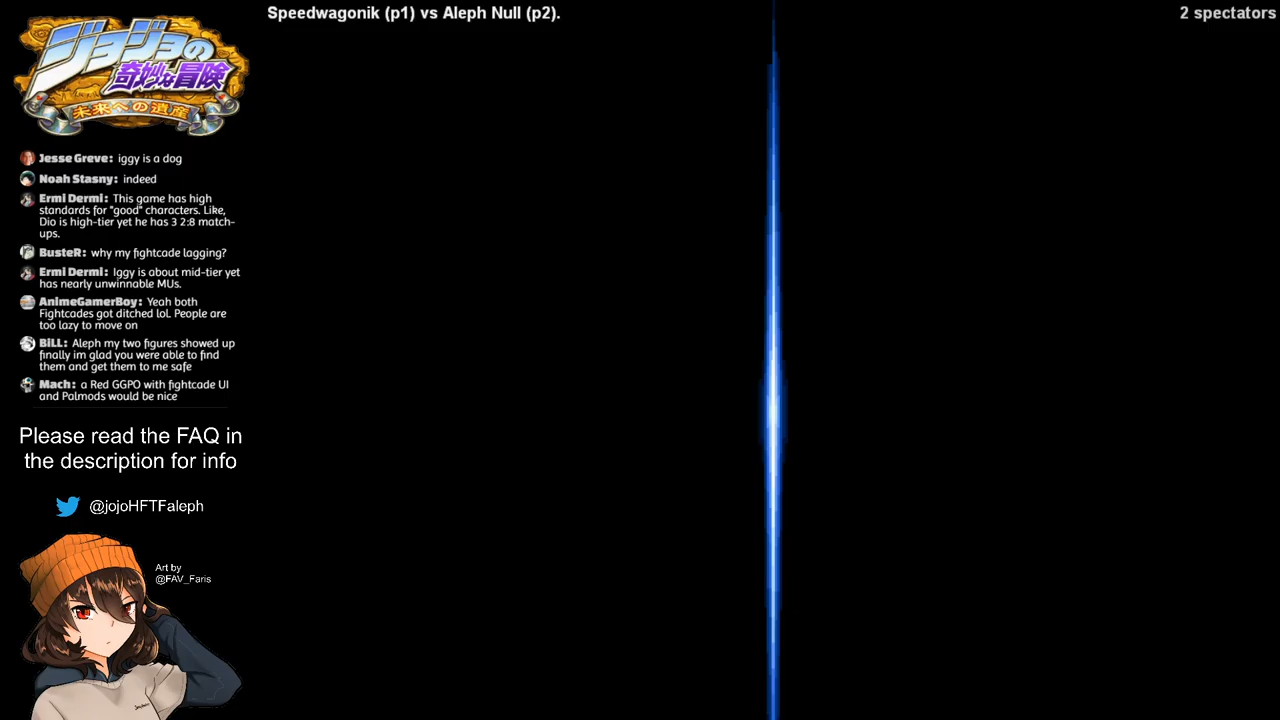 Speedwagonik (p1) vs Aleph Null (p2).
2 spectators
ジョジョの
奇妙な冒険
未来への遺産
Jesse Greve: iggy is a dog
Noah Stasny: indeed
Ermi Dermi: This game has high
standards for "good" characters. Like,
Dio is high-tier yet he has 3 2:8 match-
ups.
BusteR: why my fightcade lagging?
Ermi Dermi: Iggy is about mid-tier yet
has nearly unwinnable MUs.
AnimeGamerBoy: Yeah both
Fightcades got ditched lol. People are
too lazy to move on
BiLL: Aleph my two figures showed up
finally im glad you were able to find
them and get them to me safe
Mach: a Red GGPO with fightcade UI
and Palmods would be nice
Please read the FAQ in
the description for info
@jojoHFTFaleph
Art by
@FAV_Faris